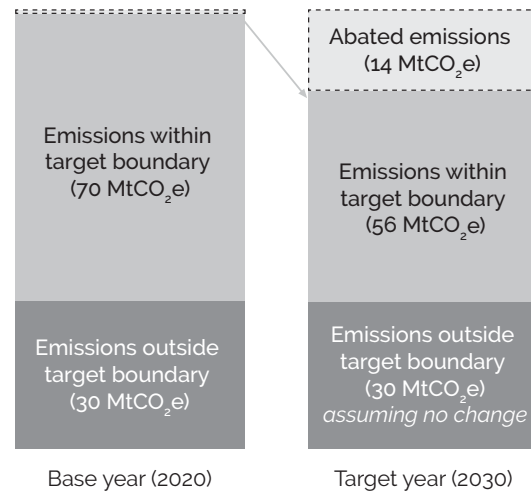 Emissions within
target boundary
(70 MtCO₂e)
Emissions outside
target boundary
(30 MtCO₂e)
Base year (2020)
Abated emissions
(14 MtCO₂e)
Emissions within
target boundary
(56 MtCO₂e)
Emissions outside
target boundary
(30 MtCO₂e)
assuming no change
Target year (2030)